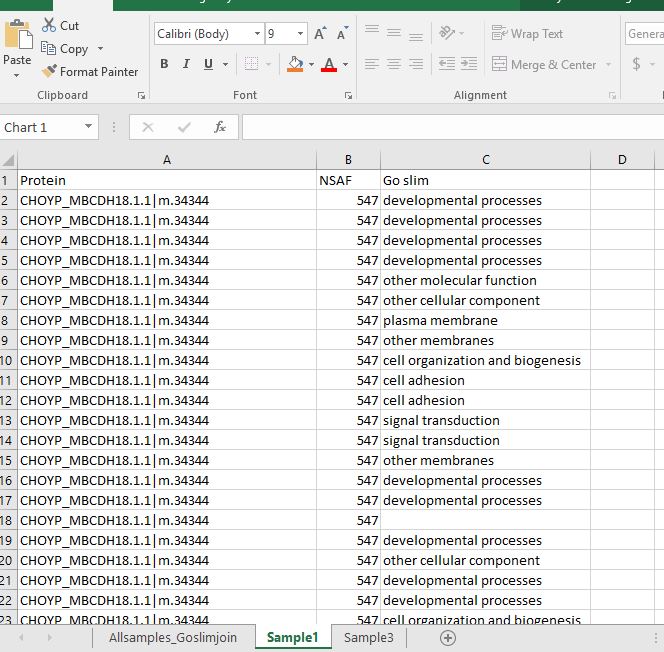 Cut
Copy
Format Painter
Paste
Clipboard
Calibri (Body) 9 A A
B I U A
Font
Wrap Text
Merge & Center
Alignment
Genera
$
Chart 1 fx
A B C D
1 Protein NSAF Go slim
2 CHOYP_MBCDH18.1.1|m.34344 547 developmental processes
3 CHOYP_MBCDH18.1.1|m.34344 547 developmental processes
4 CHOYP_MBCDH18.1.1|m.34344 547 developmental processes
5 CHOYP_MBCDH18.1.1|m.34344 547 developmental processes
6 CHOYP_MBCDH18.1.1|m.34344 547 other molecular function
7 CHOYP_MBCDH18.1.1|m.34344 547 other cellular component
8 CHOYP_MBCDH18.1.1|m.34344 547 plasma membrane
9 CHOYP_MBCDH18.1.1|m.34344 547 other membranes
10 CHOYP_MBCDH18.1.1|m.34344 547 cell organization and biogenesis
11 CHOYP_MBCDH18.1.1|m.34344 547 cell adhesion
12 CHOYP_MBCDH18.1.1|m.34344 547 cell adhesion
13 CHOYP_MBCDH18.1.1|m.34344 547 signal transduction
14 CHOYP_MBCDH18.1.1|m.34344 547 signal transduction
15 CHOYP_MBCDH18.1.1|m.34344 547 other membranes
16 CHOYP_MBCDH18.1.1|m.34344 547 developmental processes
17 CHOYP_MBCDH18.1.1|m.34344 547 developmental processes
18 CHOYP_MBCDH18.1.1|m.34344 547
19 CHOYP_MBCDH18.1.1|m.34344 547 developmental processes
20 CHOYP_MBCDH18.1.1|m.34344 547 other cellular component
21 CHOYP_MBCDH18.1.1|m.34344 547 developmental processes
22 CHOYP_MBCDH18.1.1|m.34344 547 developmental processes
23 CHOYP_MBCDH18.1.1|m.34344 547 cell organization and biogenesis
Allsamples_Goslimjoin Sample1 Sample3